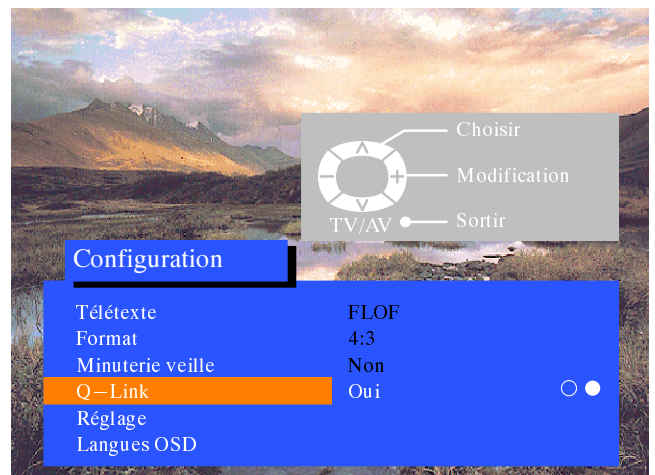 Choisir
Modification
TV/AV Sortir
Configuration
Télétexte FLOF
Format 4:3
Minuterie veille Non
Q–Link Oui
Réglage
Langues OSD